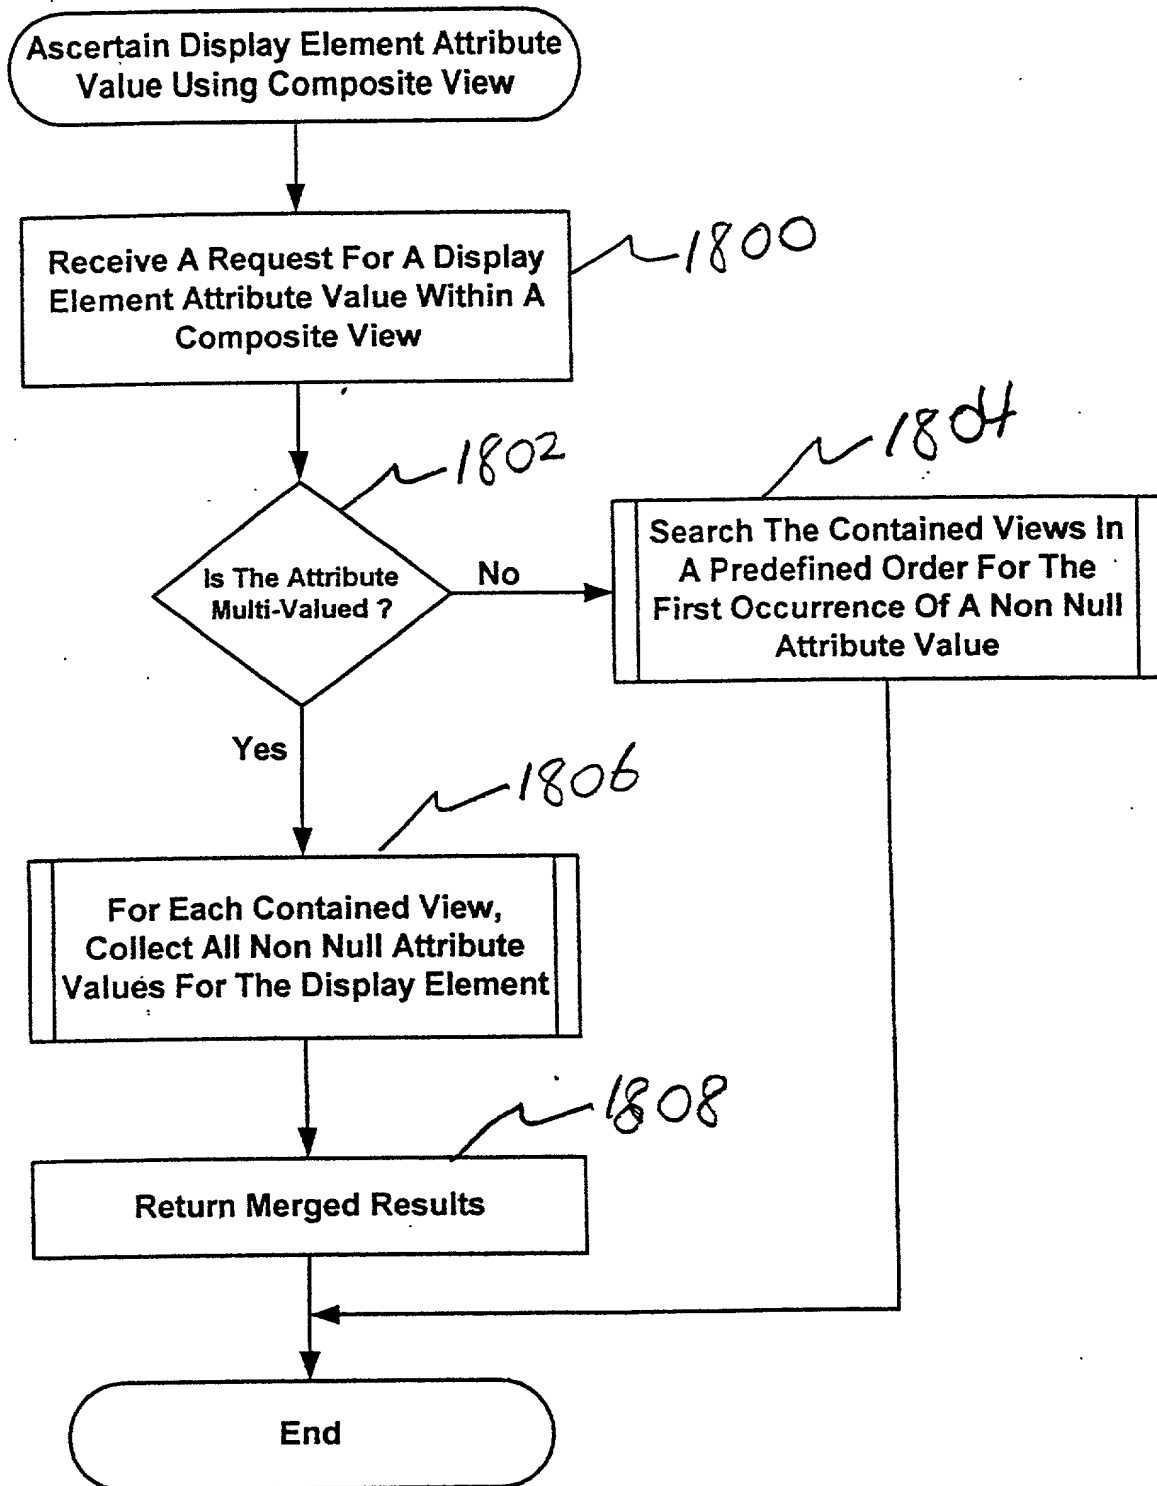 Ascertain Display Element Attribute
Value Using Composite View
Receive A Request For A Display
Element Attribute Value Within A
Composite View
1800
1802
Is The Attribute
Multi-Valued ?
No
1804
Search The Contained Views In
A Predefined Order For The
First Occurrence Of A Non Null
Attribute Value
Yes
1806
For Each Contained View,
Collect All Non Null Attribute
Values For The Display Element
1808
Return Merged Results
End